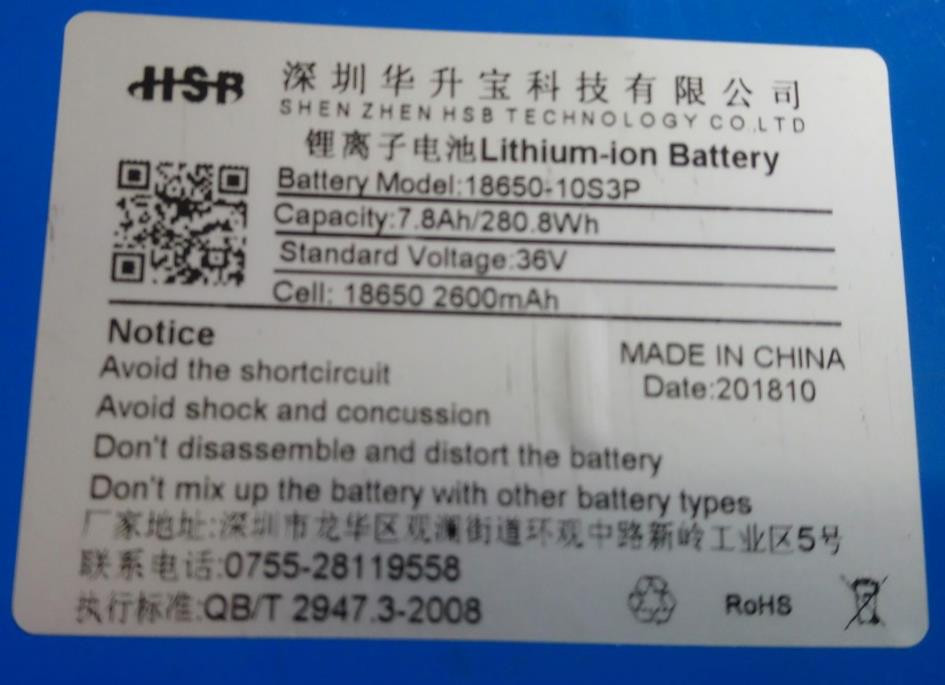 HSB
深圳华升宝科技有限公司
SHEN ZHEN HSB TECHNOLOGY CO.,LTD
锂离子电池Lithium-ion Battery
Battery Model:18650-10S3P
Capacity:7.8Ah/280.8Wh
Standard Voltage:36V
Cell: 18650 2600mAh
Notice
Avoid the shortcircuit
Avoid shock and concussion
Don't disassemble and distort the battery
Don't mix up the battery with other battery types
MADE IN CHINA
Date:201810
厂家地址:深圳市龙华区观澜街道环观中路新岭工业区5号
联系电话:0755-28119558
执行标准:QB/T 2947.3-2008
RoHS